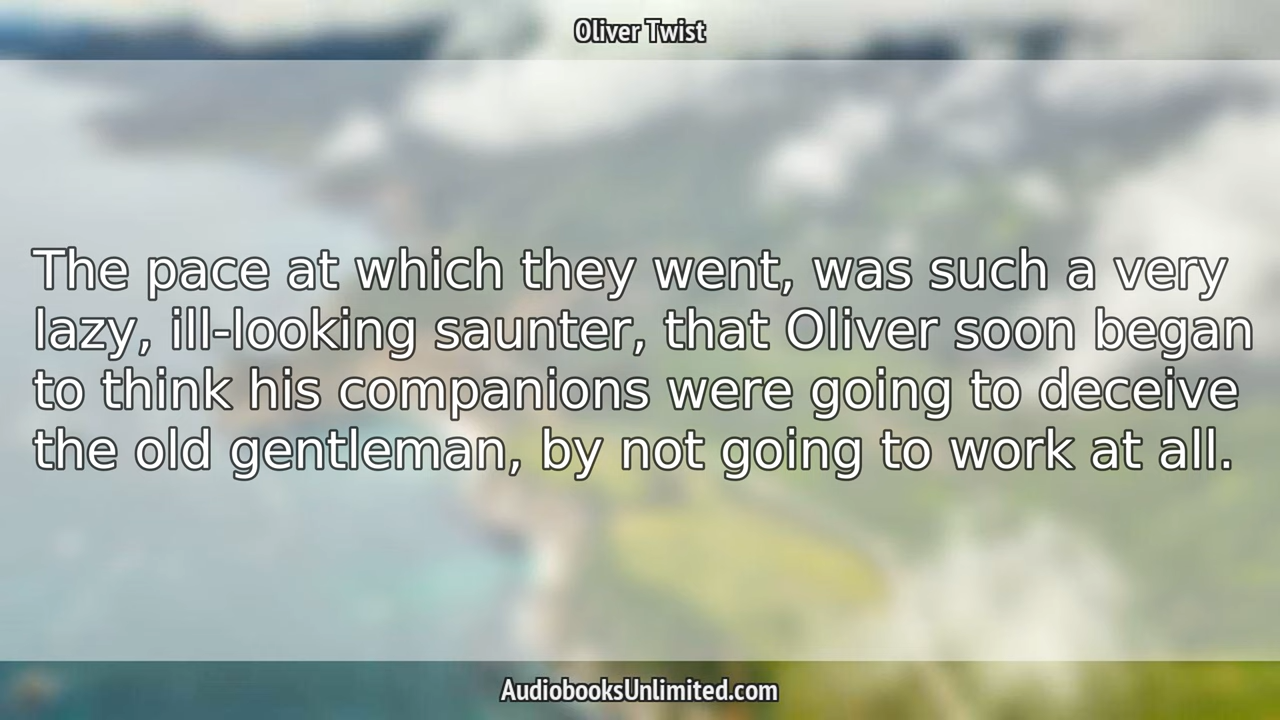 Oliver Twist
The pace at which they went, was such a very
lazy, ill-looking saunter, that Oliver soon began
to think his companions were going to deceive
the old gentleman, by not going to work at all.
AudiobooksUnlimited.com